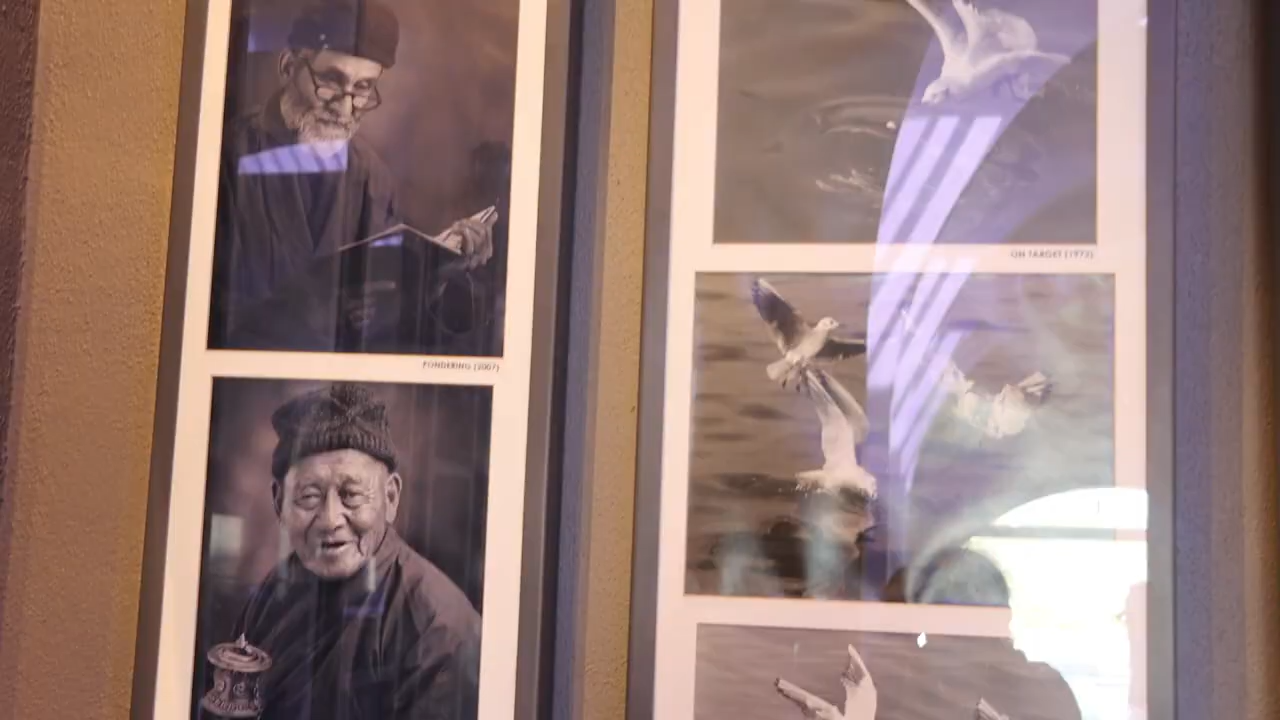 PONDERING (2007)
ON TARGET (1973)